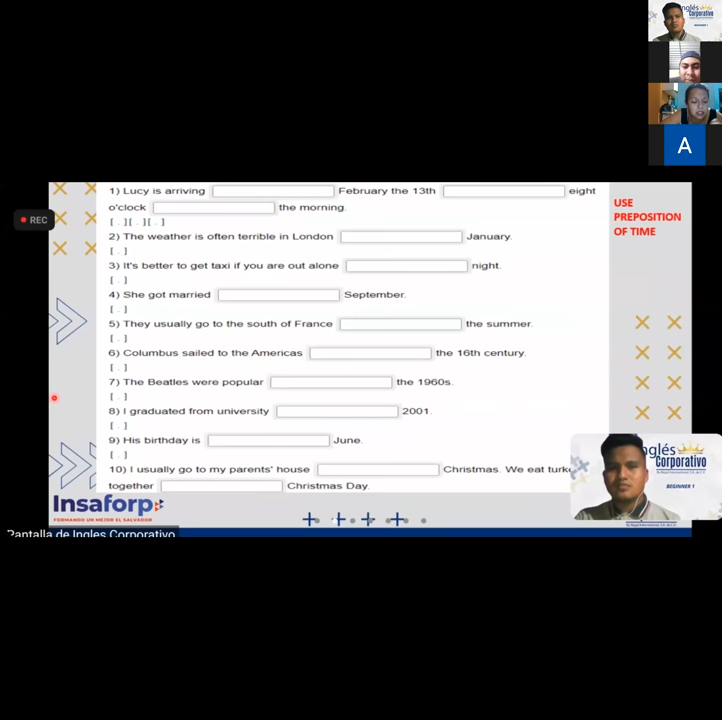 nglés
Corporativo
BEGINNER 1
A
REC
1) Lucy is arriving February the 13th eight
o'clock the morning.
[ . ][ . ][ . ]
2) The weather is often terrible in London January.
[ . ]
3) It's better to get taxi if you are out alone night.
[ . ]
4) She got married September.
[ . ]
5) They usually go to the south of France the summer.
[ . ]
6) Columbus sailed to the Americas the 16th century.
[ . ]
7) The Beatles were popular the 1960s.
[ . ]
8) I graduated from university 2001.
[ . ]
9) His birthday is June.
[ . ]
10) I usually go to my parents' house Christmas. We eat turke
together Christmas Day.
USE
PREPOSITION
OF TIME
nglés
Corporativo
BEGINNER 1
Insaforp
FORMANDO UN MEJOR EL SALVADOR
Pantalla de Ingles Corporativo